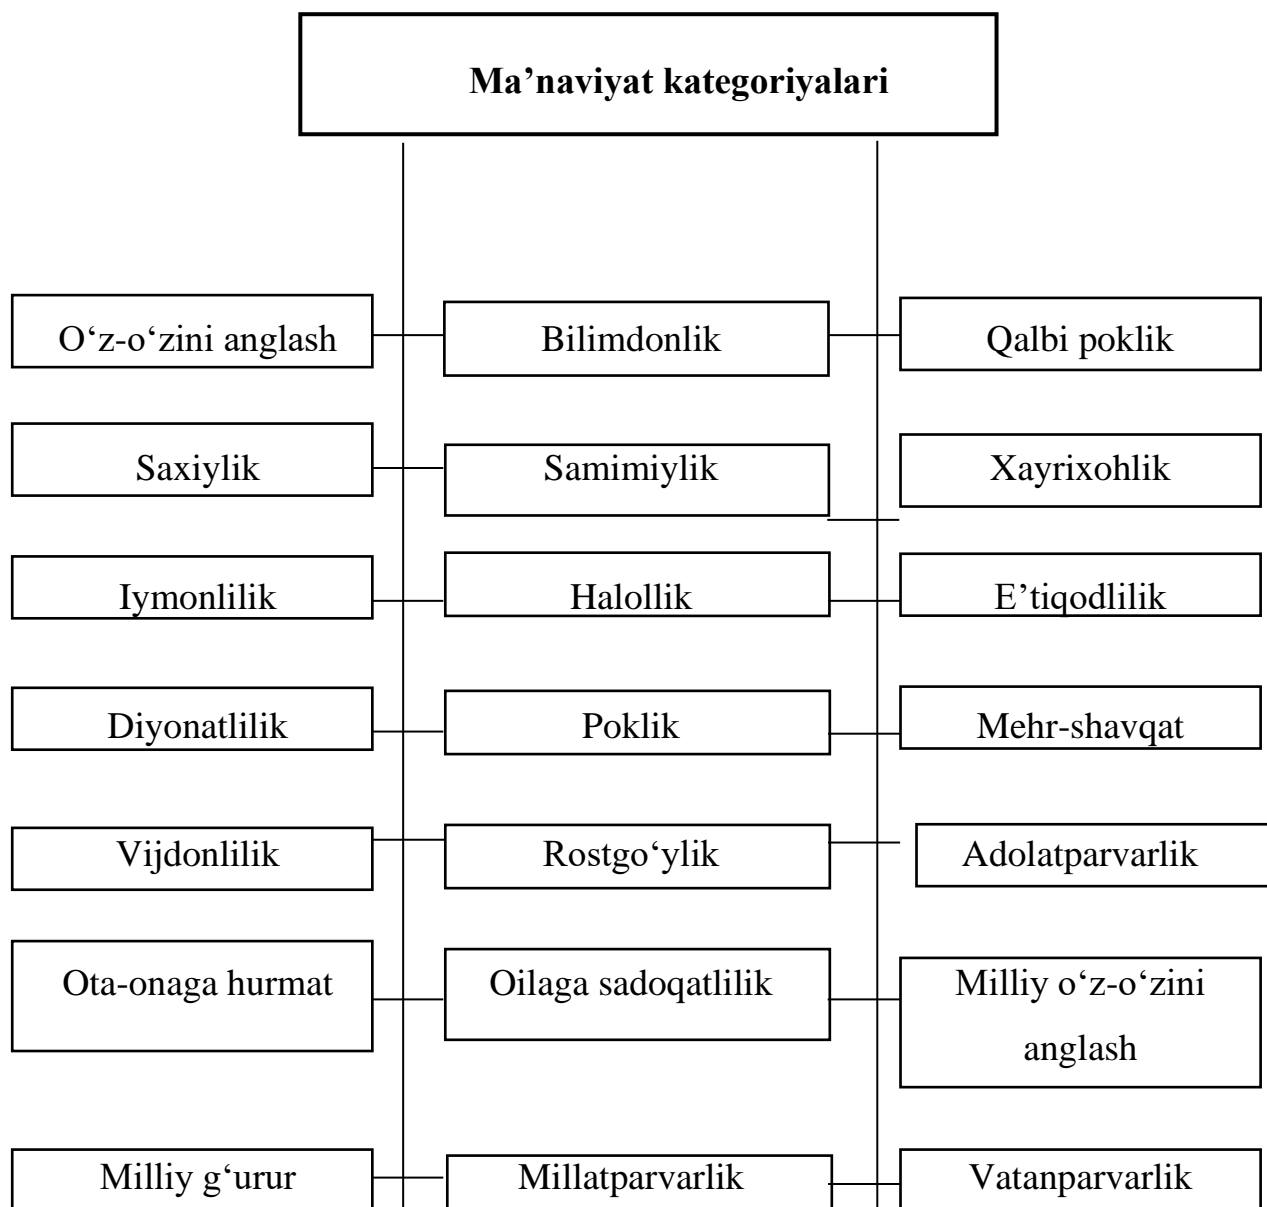 Ma’naviyat kategoriyalari
O‘z-o‘zini anglash
Bilimdonlik
Qalbi poklik
Saxiylik
Samimiylik
Xayrixohlik
Iymonlilik
Halollik
E’tiqodlilik
Diyonatlilik
Poklik
Mehr-shavqat
Vijdonlilik
Rostgo‘ylik
Adolatparvarlik
Ota-onaga hurmat
Oilaga sadoqatlilik
Milliy o‘z-o‘zini
anglash
Milliy g‘urur
Millatparvarlik
Vatanparvarlik